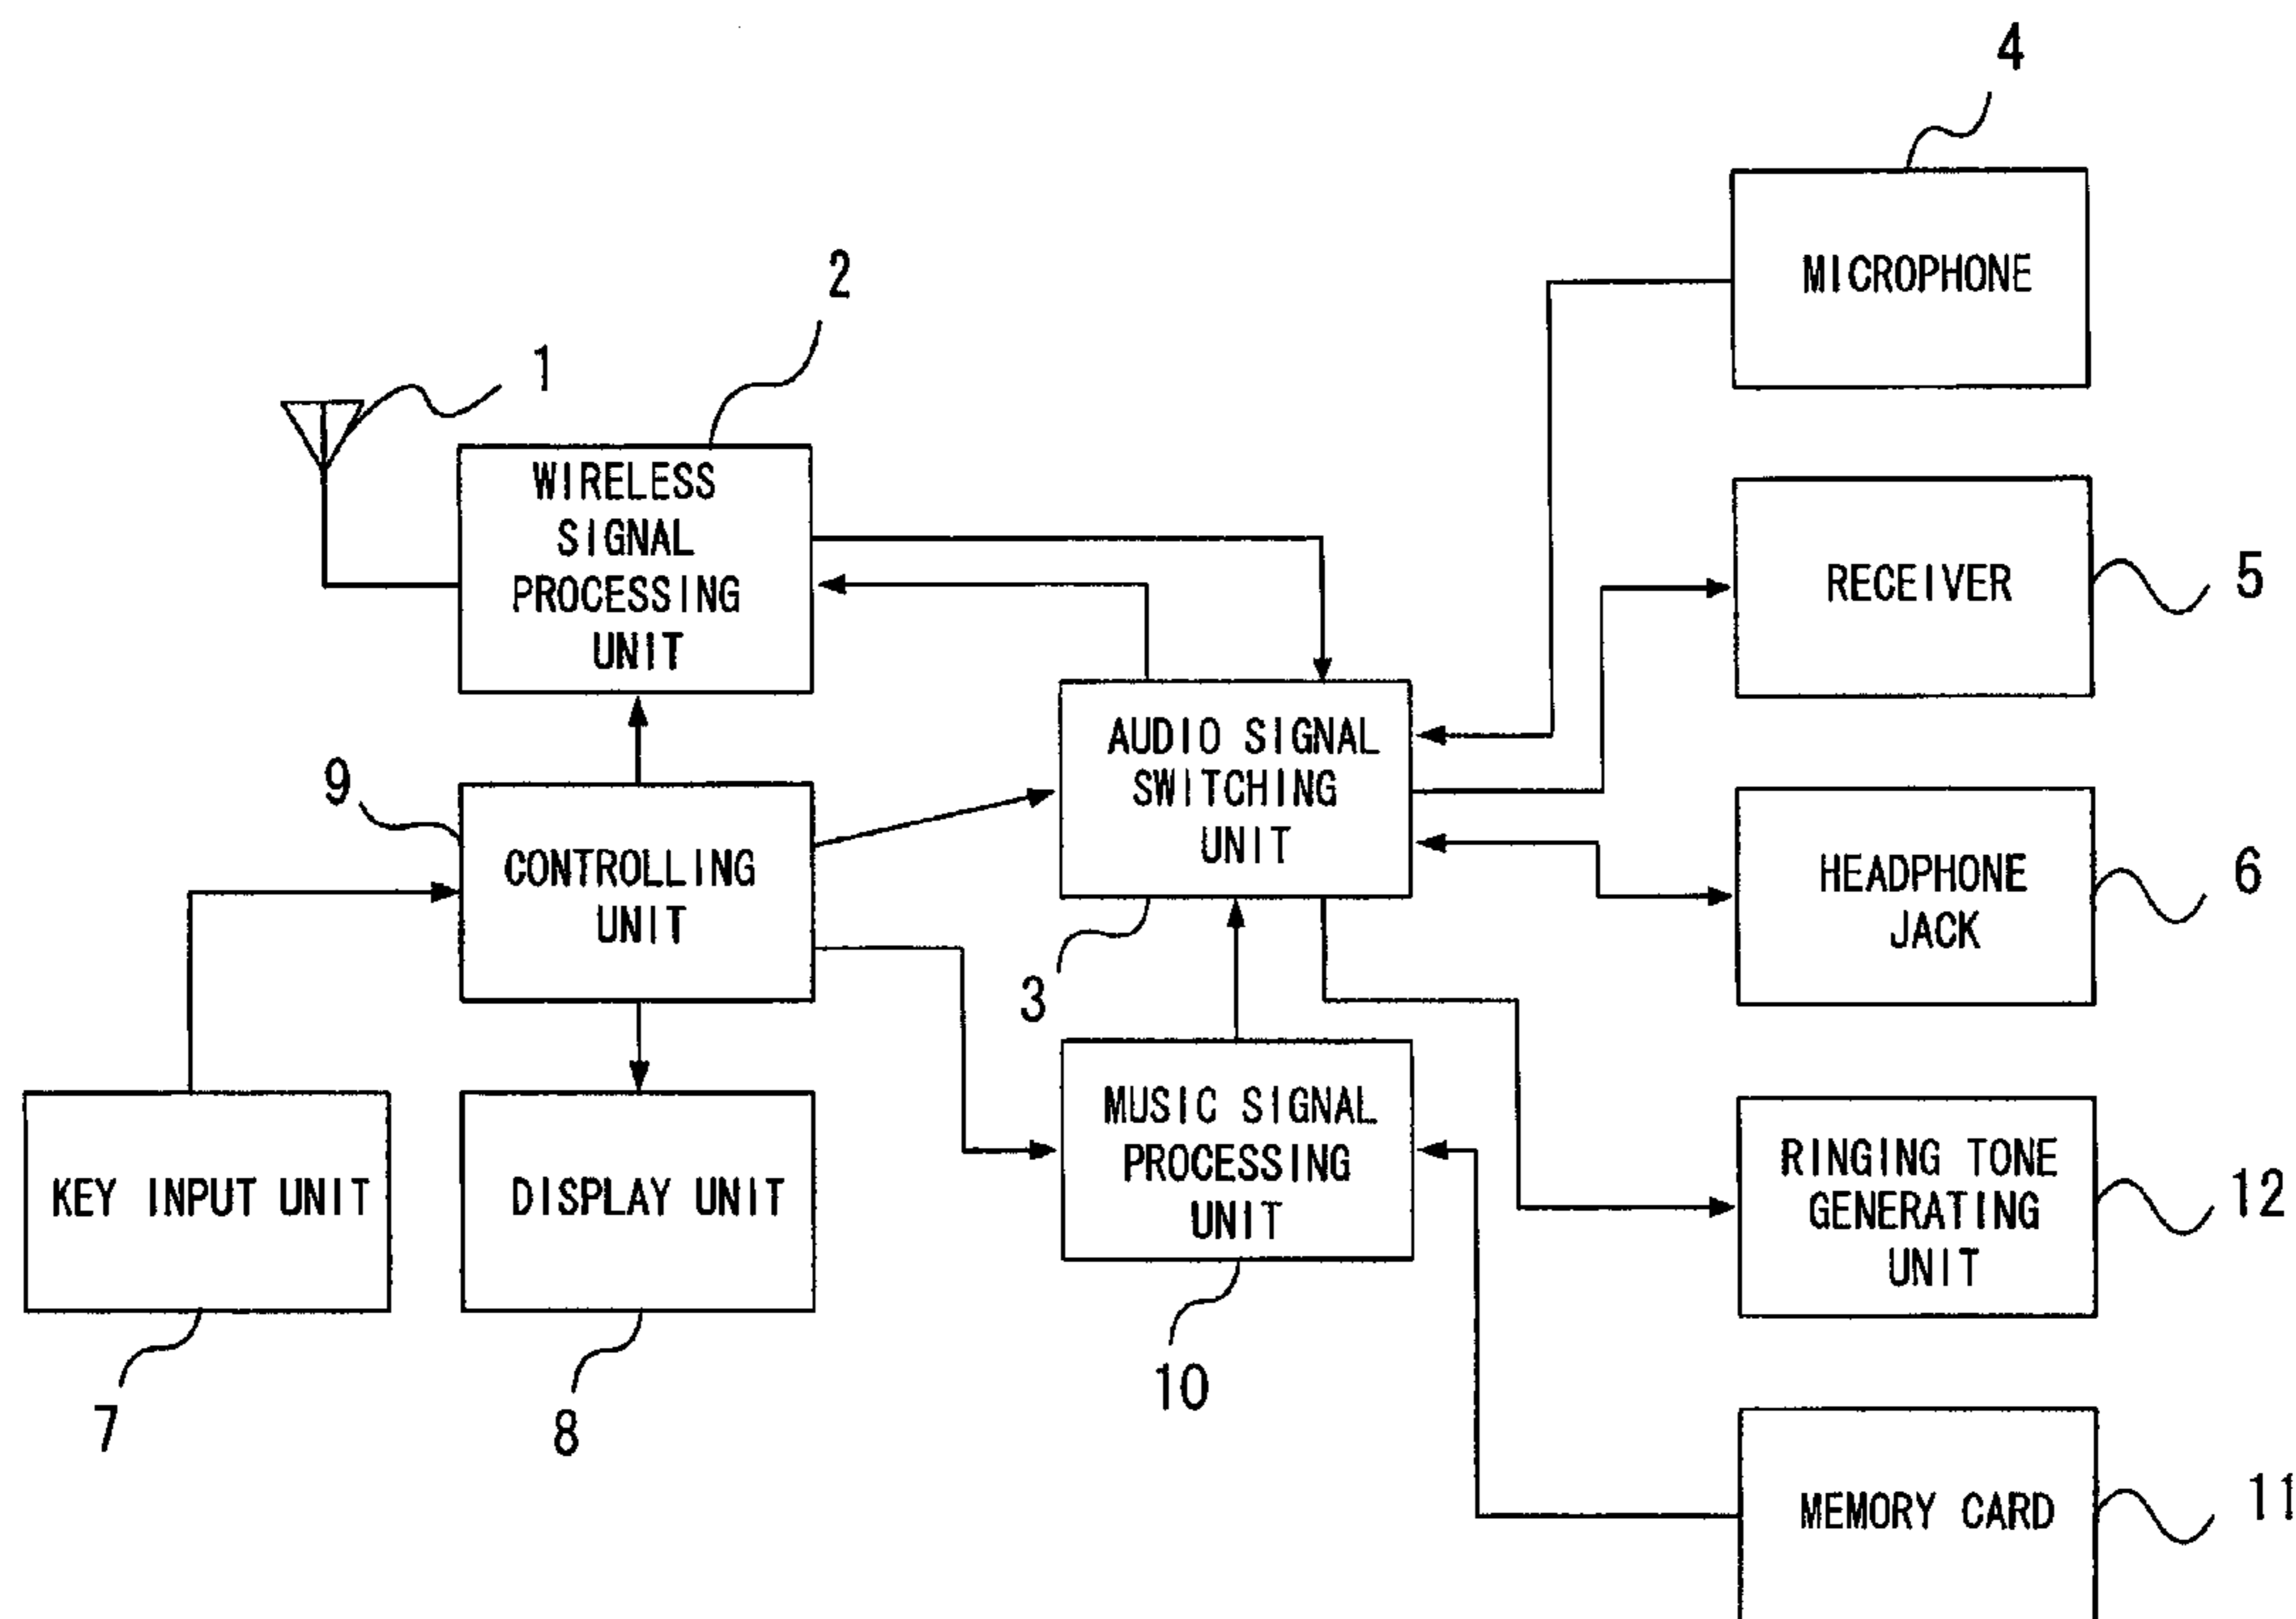 4
MICROPHONE
2
1
WIRELESS
SIGNAL
PROCESSING
UNIT
RECEIVER
5
AUDIO SIGNAL
SWITCHING
UNIT
9
CONTROLLING
UNIT
HEADPHONE
JACK
6
3
KEY INPUT UNIT
DISPLAY UNIT
MUSIC SIGNAL
PROCESSING
UNIT
RINGING TONE
GENERATING
UNIT
12
7
8
10
MEMORY CARD
11